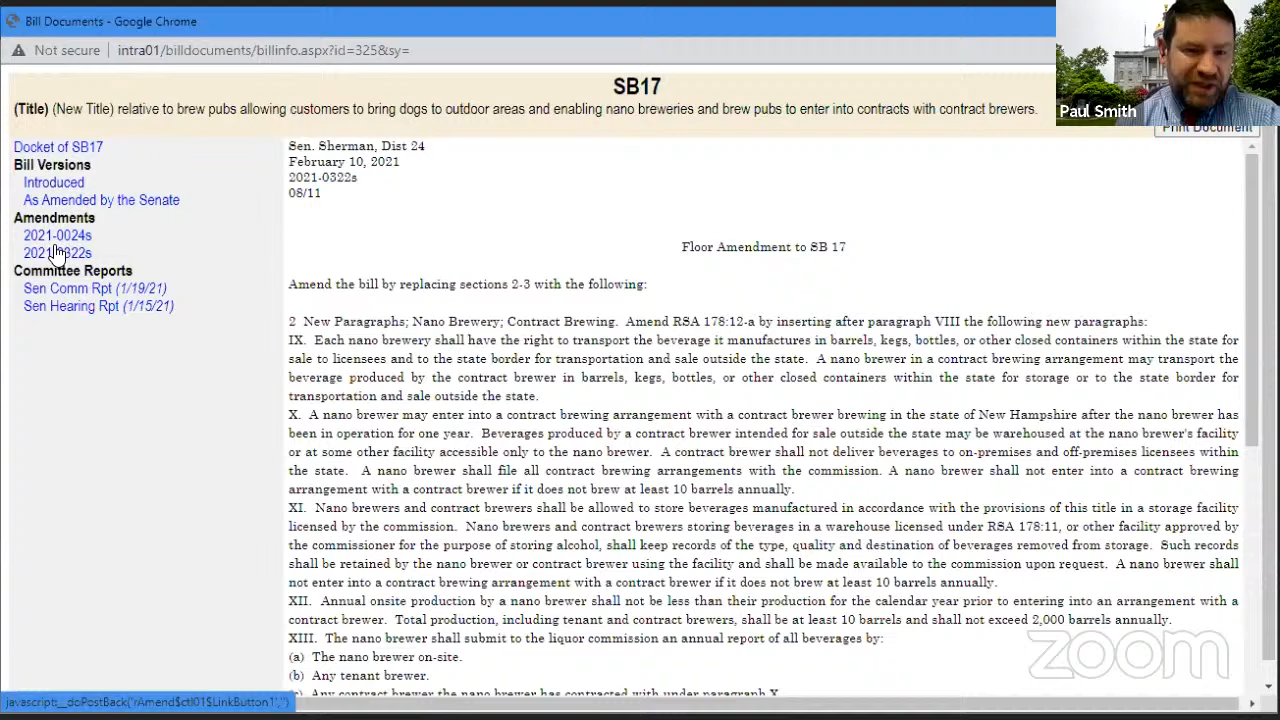 Bill Documents - Google Chrome
Not secure | intra01/billdocuments/billinfo.aspx?id=325&sy=
SB17
(Title) (New Title) relative to brew pubs allowing customers to bring dogs to outdoor areas and enabling nano breweries and brew pubs to enter into contracts with contract brewers.
Paul Smith
Print Document
Docket of SB17
Bill Versions
Introduced
As Amended by the Senate
Amendments
2021-0024s
2021-0322s
Committee Reports
Sen Comm Rpt (1/19/21)
Sen Hearing Rpt (1/15/21)
Sen. Sherman, Dist 24
February 10, 2021
2021-0322s
08/11
Floor Amendment to SB 17
Amend the bill by replacing sections 2-3 with the following:
2 New Paragraphs; Nano Brewery; Contract Brewing. Amend RSA 178:12-a by inserting after paragraph VIII the following new paragraphs:
IX. Each nano brewery shall have the right to transport the beverage it manufactures in barrels, kegs, bottles, or other closed containers within the state for
sale to licensees and to the state border for transportation and sale outside the state. A nano brewer in a contract brewing arrangement may transport the
beverage produced by the contract brewer in barrels, kegs, bottles, or other closed containers within the state for storage or to the state border for
transportation and sale outside the state.
X. A nano brewer may enter into a contract brewing arrangement with a contract brewer brewing in the state of New Hampshire after the nano brewer has
been in operation for one year. Beverages produced by a contract brewer intended for sale outside the state may be warehoused at the nano brewer's facility
or at some other facility accessible only to the nano brewer. A contract brewer shall not deliver beverages to on-premises and off-premises licensees within
the state. A nano brewer shall file all contract brewing arrangements with the commission. A nano brewer shall not enter into a contract brewing
arrangement with a contract brewer if it does not brew at least 10 barrels annually.
XI. Nano brewers and contract brewers shall be allowed to store beverages manufactured in accordance with the provisions of this title in a storage facility
licensed by the commission. Nano brewers and contract brewers storing beverages in a warehouse licensed under RSA 178:11, or other facility approved by
the commissioner for the purpose of storing alcohol, shall keep records of the type, quality and destination of beverages removed from storage. Such records
shall be retained by the nano brewer or contract brewer using the facility and shall be made available to the commission upon request. A nano brewer shall
not enter into a contract brewing arrangement with a contract brewer if it does not brew at least 10 barrels annually.
XII. Annual onsite production by a nano brewer shall not be less than their production for the calendar year prior to entering into an arrangement with a
contract brewer. Total production, including tenant and contract brewers, shall be at least 10 barrels and shall not exceed 2,000 barrels annually.
XIII. The nano brewer shall submit to the liquor commission an annual report of all beverages by:
(a) The nano brewer on-site.
(b) Any tenant brewer.
(c) Any contract brewer the nano brewer has contracted with under paragraph X.
zoom
javascript:__doPostBack('rAmend$ctl01$LinkButton1','')